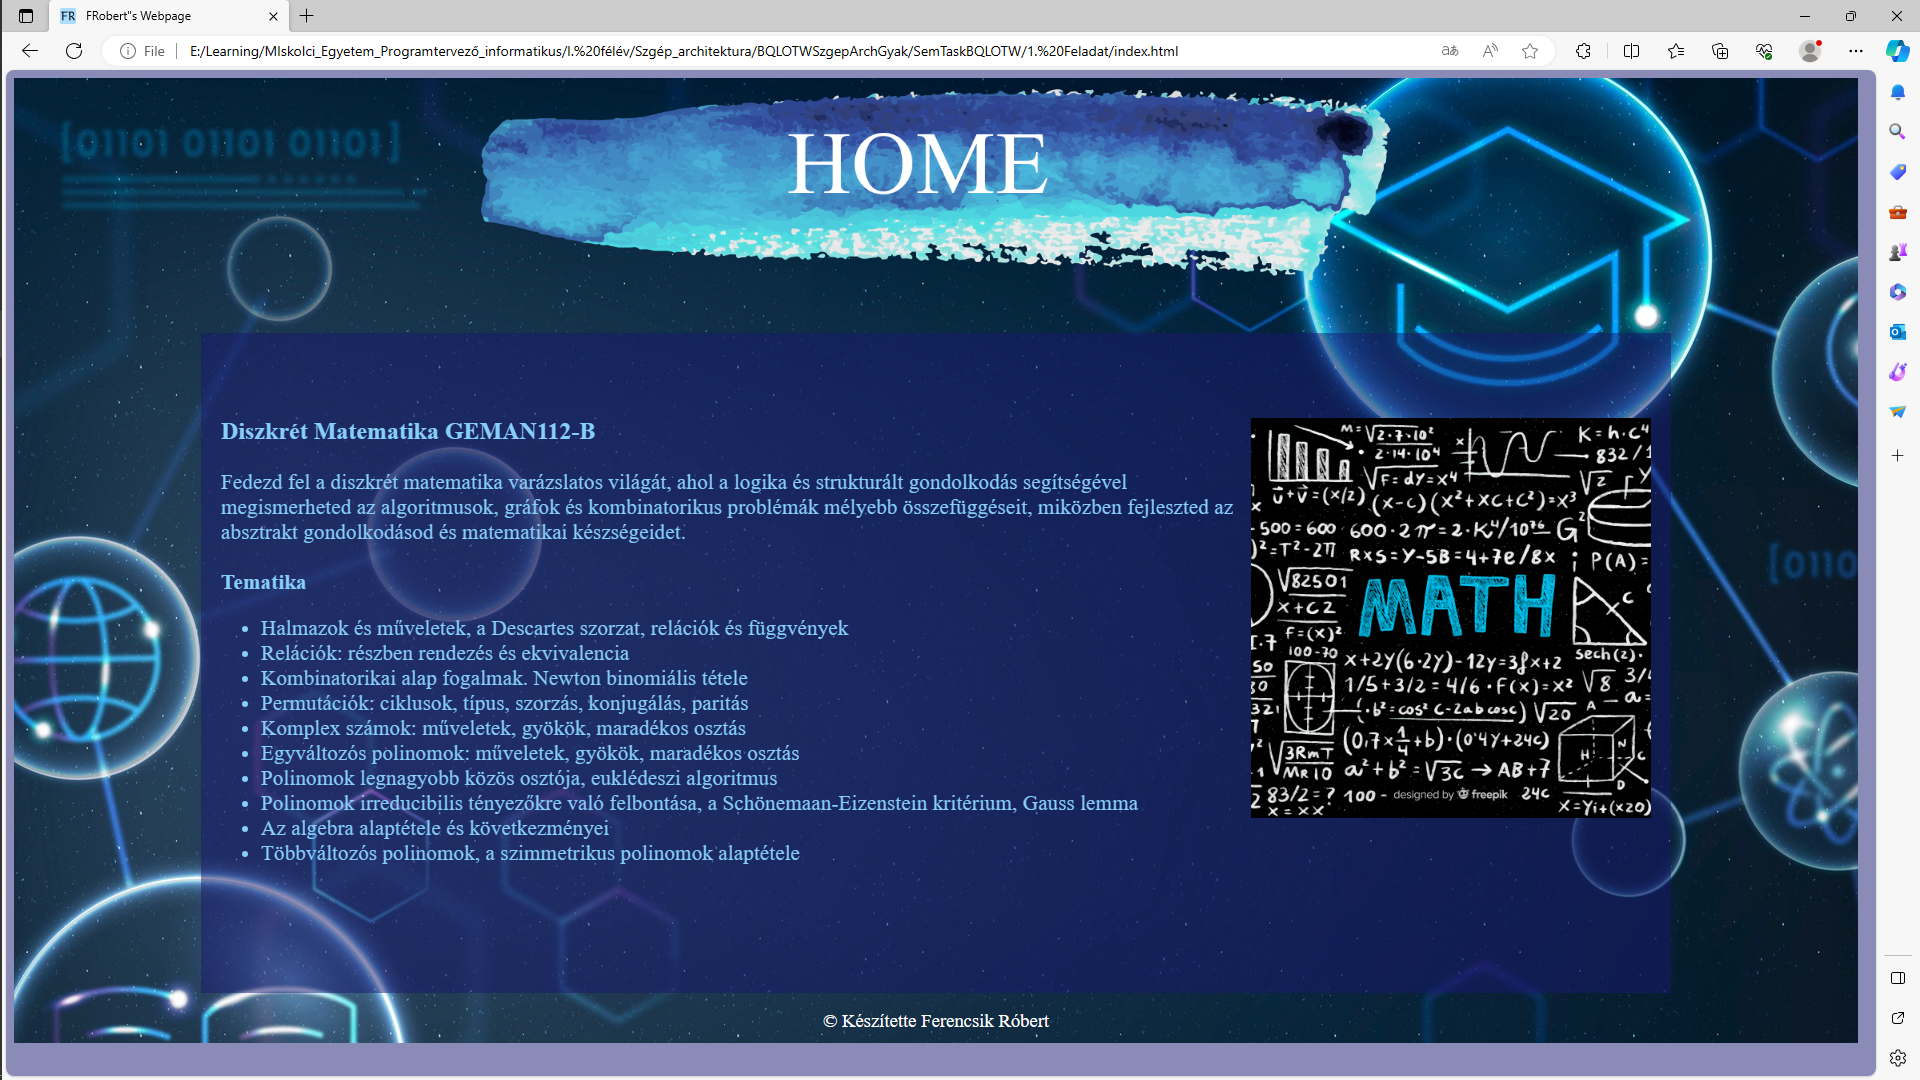 FRobert"s Webpage
File
E:/Learning/MIskolci_Egyetem_Programtervező_informatikus/I.%20félév/Szgép_architektura/BQLOTWSzgepArchGyak/SemTaskBQLOTW/1.%20Feladat/index.html
[01101 01101 01101]
HOME
Diszkrét Matematika GEMAN112-B
Fedezd fel a diszkrét matematika varázslatos világát, ahol a logika és strukturált gondolkodás segítségével
megismerheted az algoritmusok, gráfok és kombinatorikus problémák mélyebb összefüggéseit, miközben fejleszted az
absztrakt gondolkodásod és matematikai készségeidet.
Tematika
Halmazok és műveletek, a Descartes szorzat, relációk és függvények
Relációk: részben rendezés és ekvivalencia
Kombinatorikai alap fogalmak. Newton binomiális tétele
Permutációk: ciklusok, típus, szorzás, konjugálás, paritás
Komplex számok: műveletek, gyökök, maradékos osztás
Egyváltozós polinomok: műveletek, gyökök, maradékos osztás
Polinomok legnagyobb közös osztója, euklédeszi algoritmus
Polinomok irreducibilis tényezőkre való felbontása, a Schönemaan-Eizenstein kritérium, Gauss lemma
Az algebra alaptétele és következményei
Többváltozós polinomok, a szimmetrikus polinomok alaptétele
MATH
designed by freepik
© Készítette Ferencsik Róbert